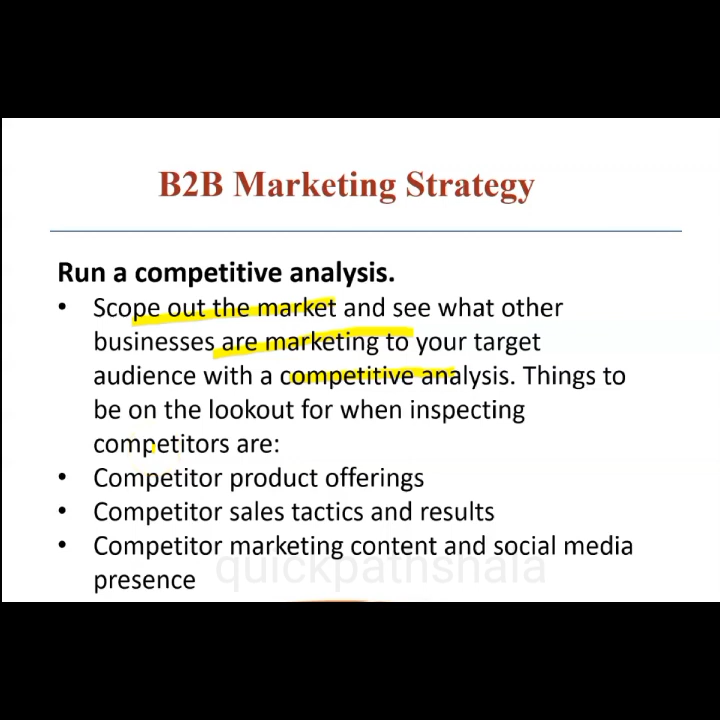 B2B Marketing Strategy
Run a competitive analysis.
• Scope out the market and see what other
businesses are marketing to your target
audience with a competitive analysis. Things to
be on the lookout for when inspecting
competitors are:
• Competitor product offerings
• Competitor sales tactics and results
• Competitor marketing content and social media
presence
quickpathshala